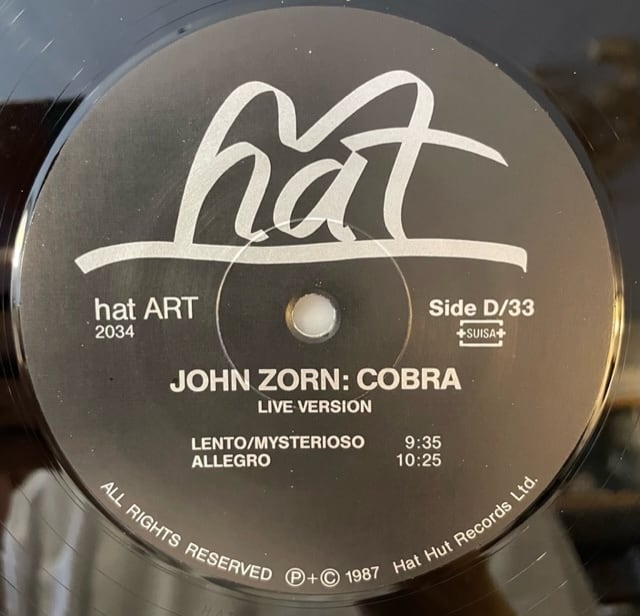 hat
hat ART
2034
Side D/33
SUISA
JOHN ZORN: COBRA
LIVE VERSION
LENTO/MYSTERIOSO 9:35
ALLEGRO 10:25
ALL RIGHTS RESERVED Ⓟ+© 1987 Hat Hut Records Ltd.